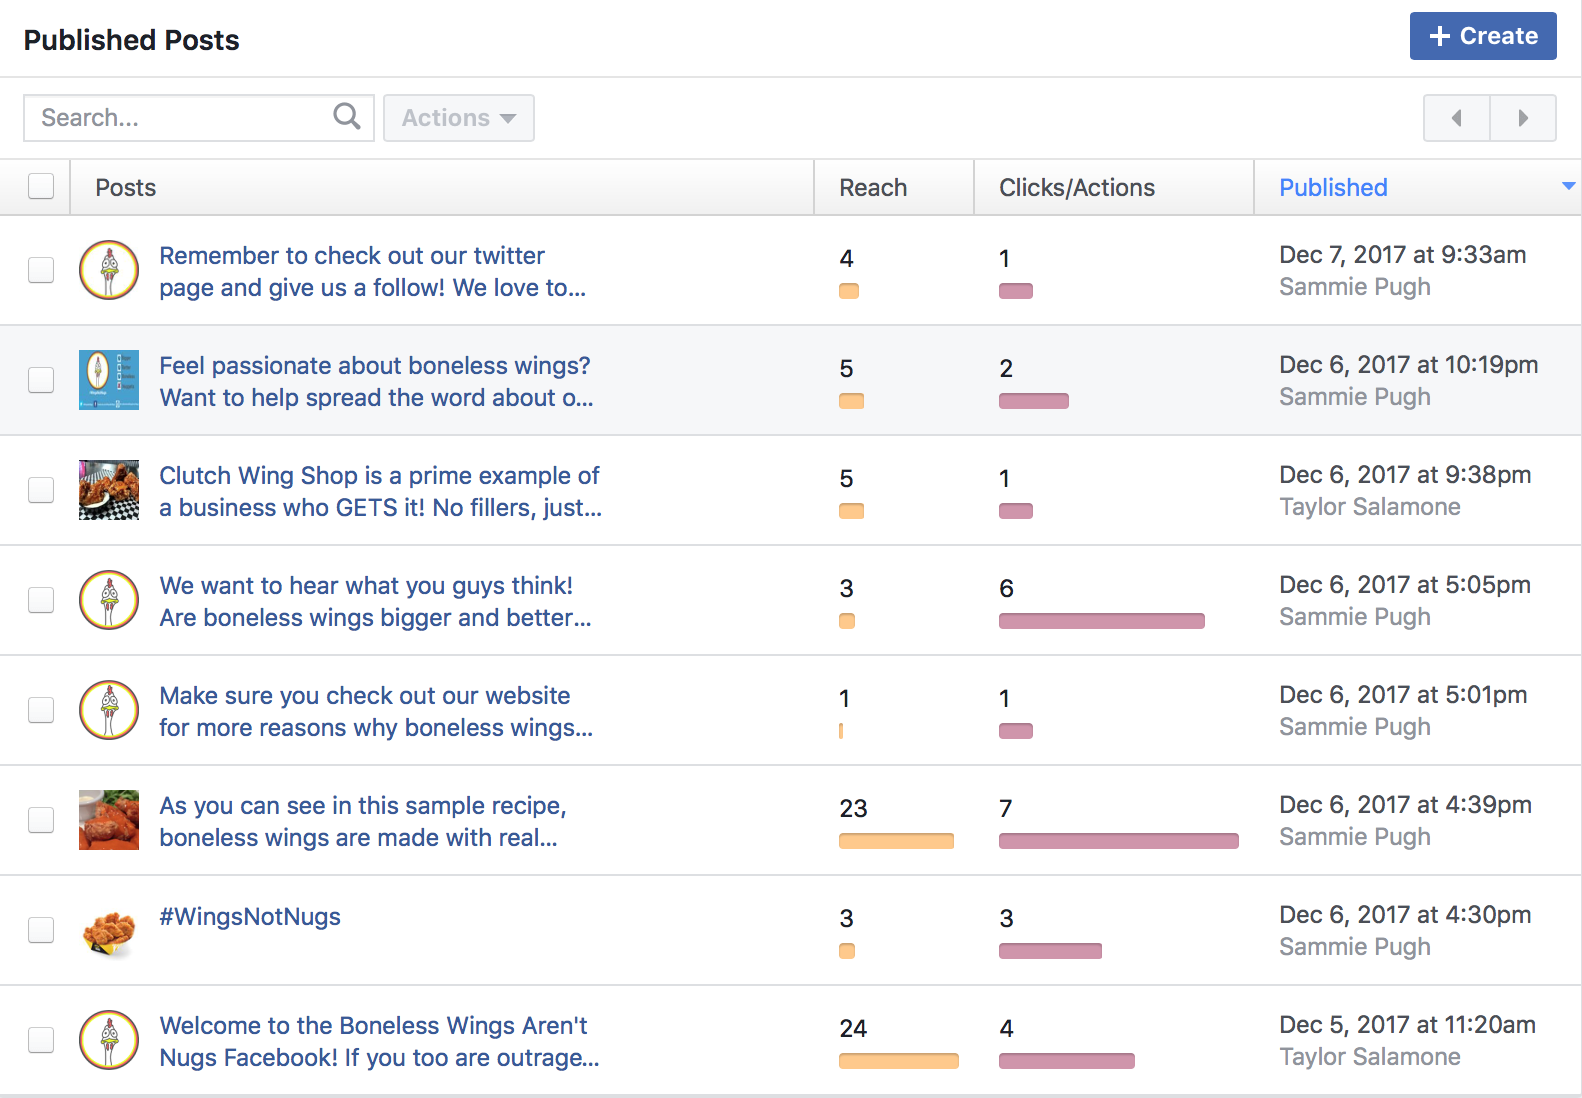 Published Posts
+ Create
Search...
Actions
Posts
Reach
Clicks/Actions
Published
Remember to check out our twitter
page and give us a follow! We love to...
4
1
Dec 7, 2017 at 9:33am
Sammie Pugh
Feel passionate about boneless wings?
Want to help spread the word about o...
5
2
Dec 6, 2017 at 10:19pm
Sammie Pugh
Clutch Wing Shop is a prime example of
a business who GETS it! No fillers, just...
5
1
Dec 6, 2017 at 9:38pm
Taylor Salamone
We want to hear what you guys think!
Are boneless wings bigger and better...
3
6
Dec 6, 2017 at 5:05pm
Sammie Pugh
Make sure you check out our website
for more reasons why boneless wings...
1
1
Dec 6, 2017 at 5:01pm
Sammie Pugh
As you can see in this sample recipe,
boneless wings are made with real...
23
7
Dec 6, 2017 at 4:39pm
Sammie Pugh
#WingsNotNugs
3
3
Dec 6, 2017 at 4:30pm
Sammie Pugh
Welcome to the Boneless Wings Aren't
Nugs Facebook! If you too are outrage...
24
4
Dec 5, 2017 at 11:20am
Taylor Salamone